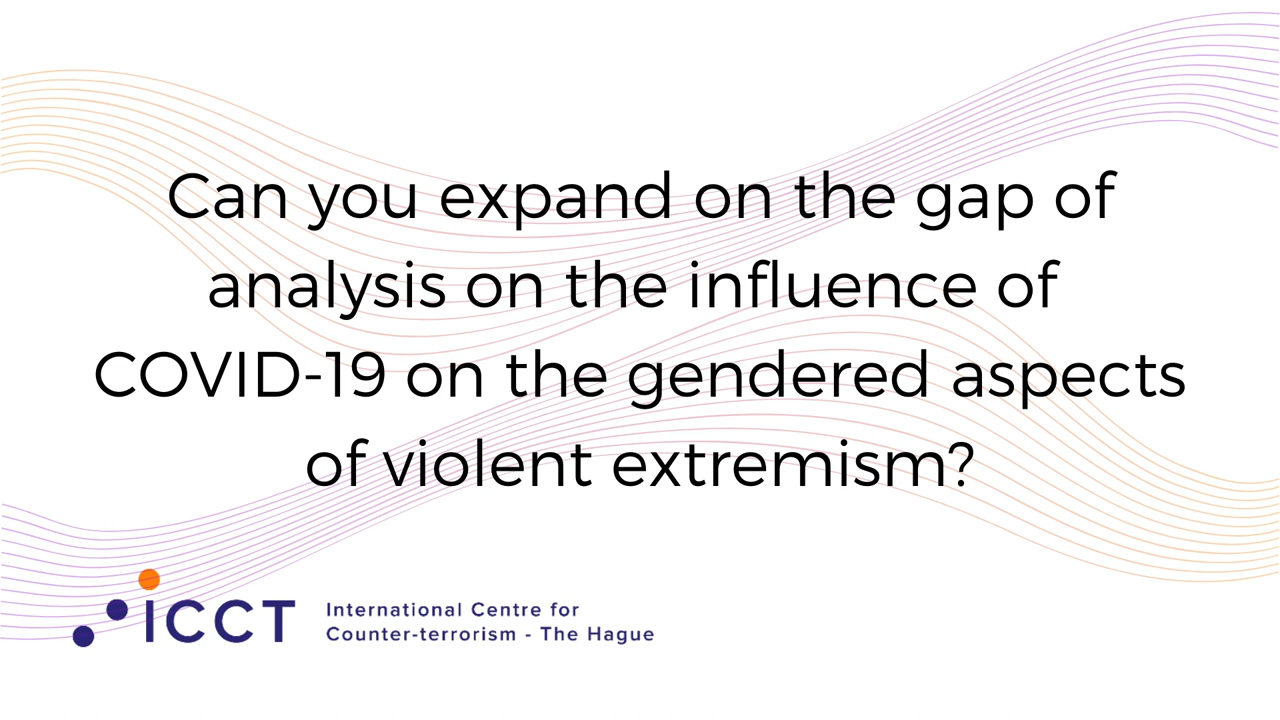 Can you expand on the gap of
analysis on the influence of
COVID-19 on the gendered aspects
of violent extremism?
ICCT
International Centre for
Counter-terrorism - The Hague